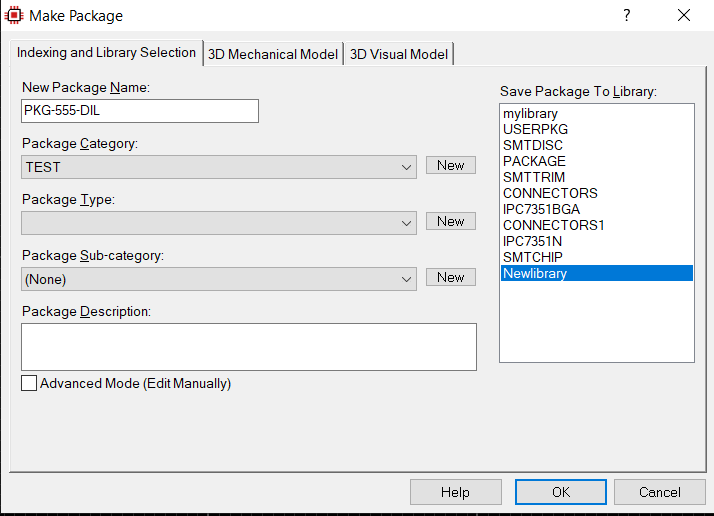 Make Package
?
Indexing and Library Selection
3D Mechanical Model
3D Visual Model
New Package Name:
PKG-555-DIL
Package Category:
TEST
New
Package Type:
New
Package Sub-category:
(None)
New
Package Description:
Advanced Mode (Edit Manually)
Save Package To Library:
mylibrary
USERPKG
SMTDISC
PACKAGE
SMTTRIM
CONNECTORS
IPC7351BGA
CONNECTORS1
IPC7351N
SMTCHIP
Newlibrary
Help
OK
Cancel